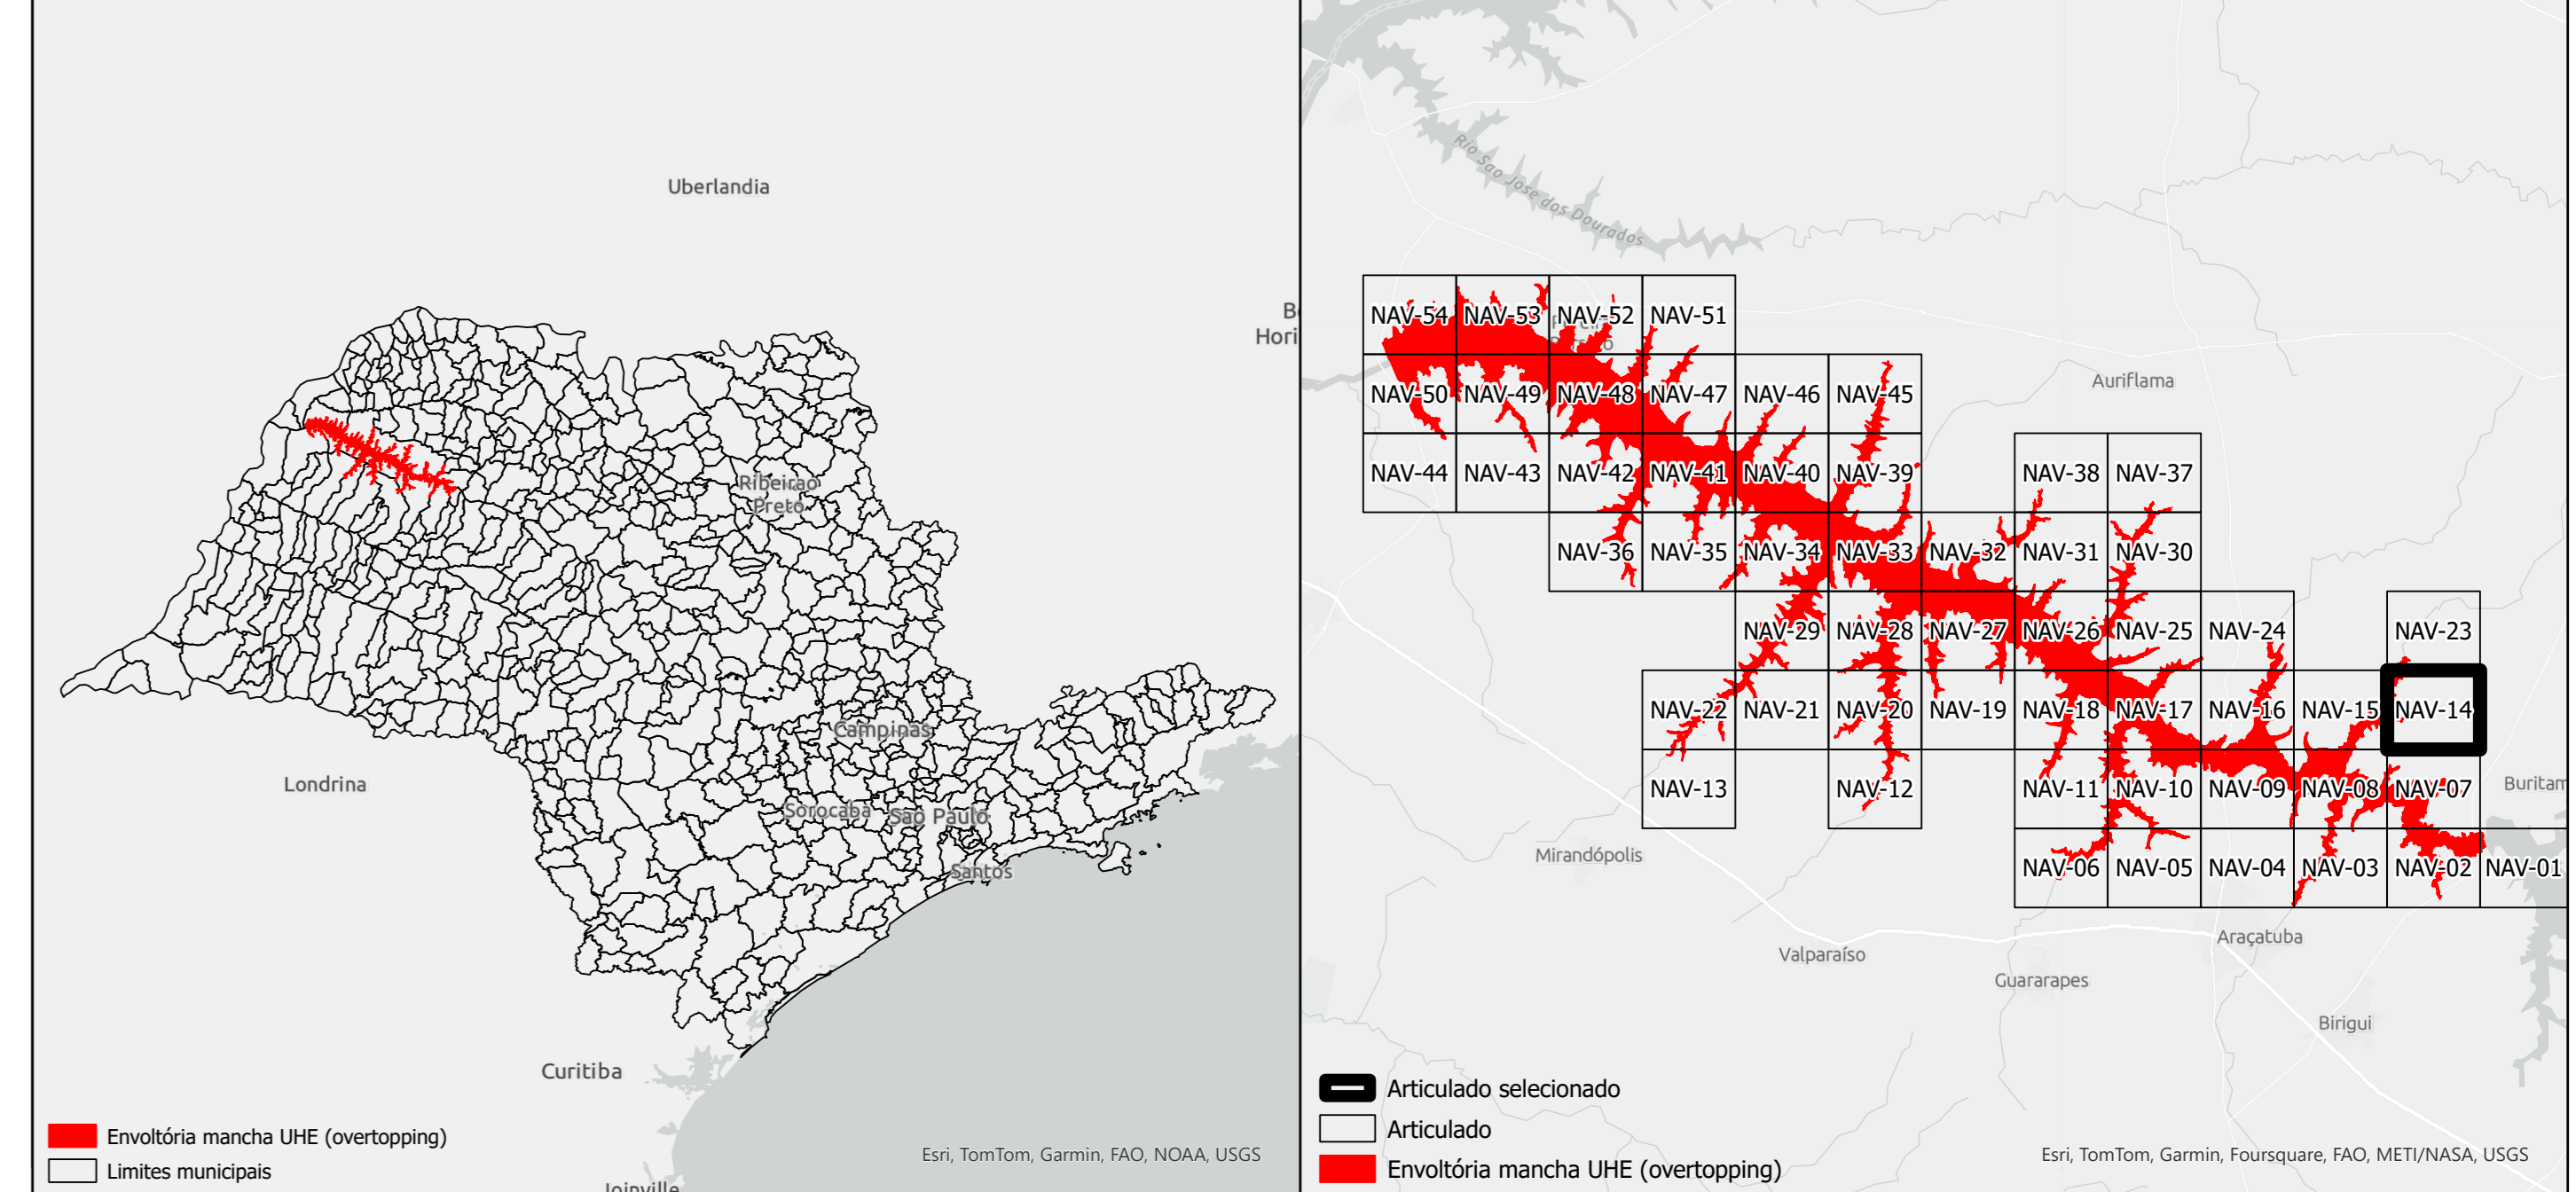 Uberlandia
Ribeirao
Preto
Campinas
Londrina
Sorocaba
Sao Paulo
Santos
Curitiba
Envoltória mancha UHE (overtopping)
Limites municipais
Esri, TomTom, Garmin, FAO, NOAA, USGS
Rio Sao Jose dos Dourados
NAV-54 NAV-53 NAV-52 NAV-51
Auriflama
NAV-50 NAV-49 NAV-48 NAV-47 NAV-46 NAV-45
NAV-44 NAV-43 NAV-42 NAV-41 NAV-40 NAV-39 NAV-38 NAV-37
NAV-36 NAV-35 NAV-34 NAV-33 NAV-32 NAV-31 NAV-30
NAV-29 NAV-28 NAV-27 NAV-26 NAV-25 NAV-24 NAV-23
NAV-22 NAV-21 NAV-20 NAV-19 NAV-18 NAV-17 NAV-16 NAV-15 NAV-14
NAV-13 NAV-12 NAV-11 NAV-10 NAV-09 NAV-08 NAV-07
Buritam
Mirandópolis
NAV-06 NAV-05 NAV-04 NAV-03 NAV-02 NAV-01
Araçatuba
Valparaíso
Guararapes
Birigui
Articulado selecionado
Articulado
Envoltória mancha UHE (overtopping)
Esri, TomTom, Garmin, Foursquare, FAO, METI/NASA, USGS